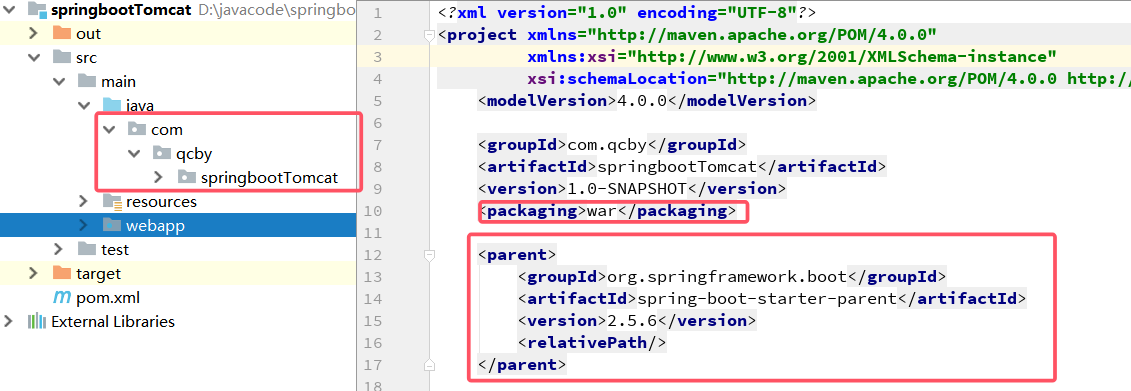 springbootTomcat D:\javacode\springbo
out
src
main
java
com
qcby
springbootTomcat
resources
webapp
test
target
pom.xml
External Libraries
1 <?xml version="1.0" encoding="UTF-8"?>
2 <project xmlns="http://maven.apache.org/POM/4.0.0"
3 xmlns:xsi="http://www.w3.org/2001/XMLSchema-instance"
4 xsi:schemaLocation="http://maven.apache.org/POM/4.0.0 http:/
5 <modelVersion>4.0.0</modelVersion>
6
7 <groupId>com.qcby</groupId>
8 <artifactId>springbootTomcat</artifactId>
9 <version>1.0-SNAPSHOT</version>
10 <packaging>war</packaging>
11
12 <parent>
13 <groupId>org.springframework.boot</groupId>
14 <artifactId>spring-boot-starter-parent</artifactId>
15 <version>2.5.6</version>
16 <relativePath/>
17 </parent>
18